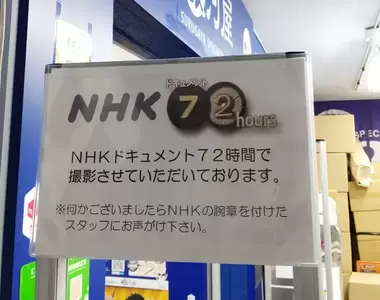 SURUGAYA SPECI
ドキュメント
NHK 72
hours
NHKドキュメント72時間で
撮影させていただいております。
※何かございましたらNHKの腕章を付けた
スタッフにお声がけ下さい。
SPECIAL